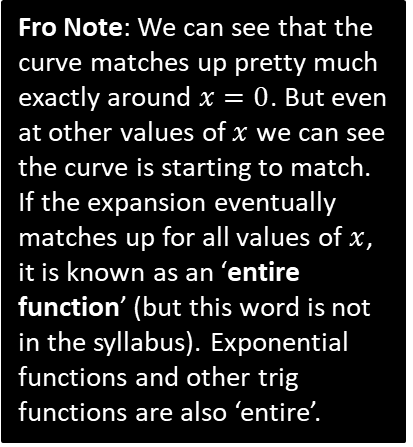 Fro Note: We can see that the
curve matches up pretty much
exactly around x = 0. But even
at other values of x we can see
the curve is starting to match.
If the expansion eventually
matches up for all values of x,
it is known as an ‘entire
function’ (but this word is not
in the syllabus). Exponential
functions and other trig
functions are also ‘entire’.